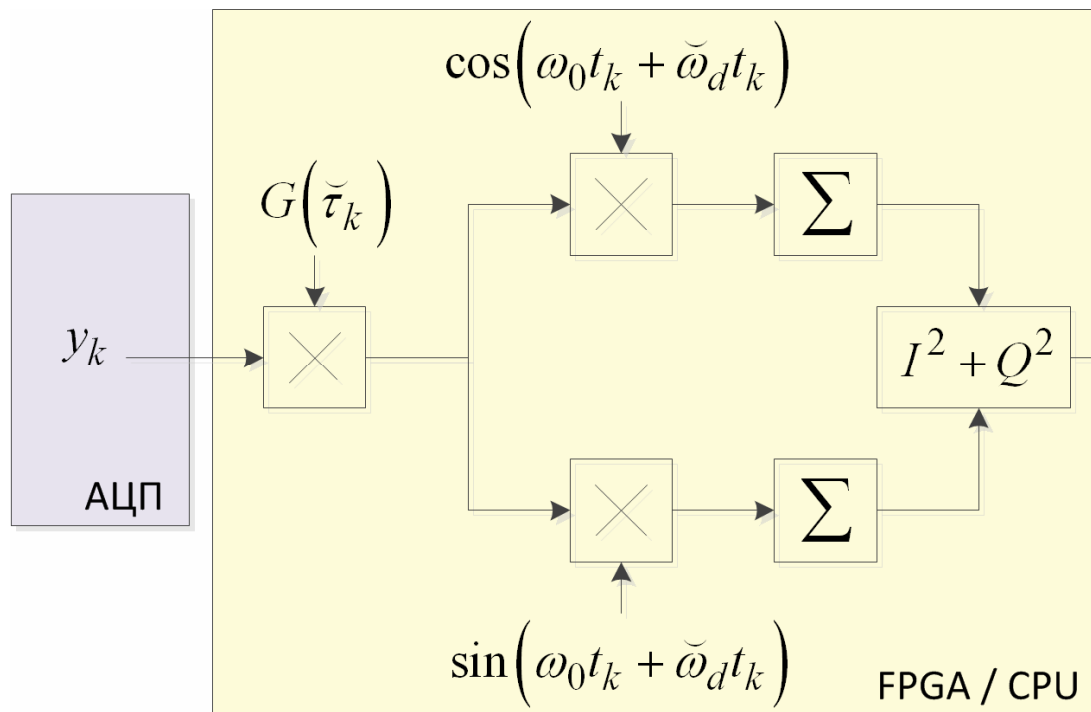 cos(ω₀tₖ + ω̆_d tₖ)
G(τ̆ₖ)
yₖ
АЦП
×
×
Σ
I² + Q²
×
Σ
sin(ω₀tₖ + ω̆_d tₖ)
FPGA / CPU